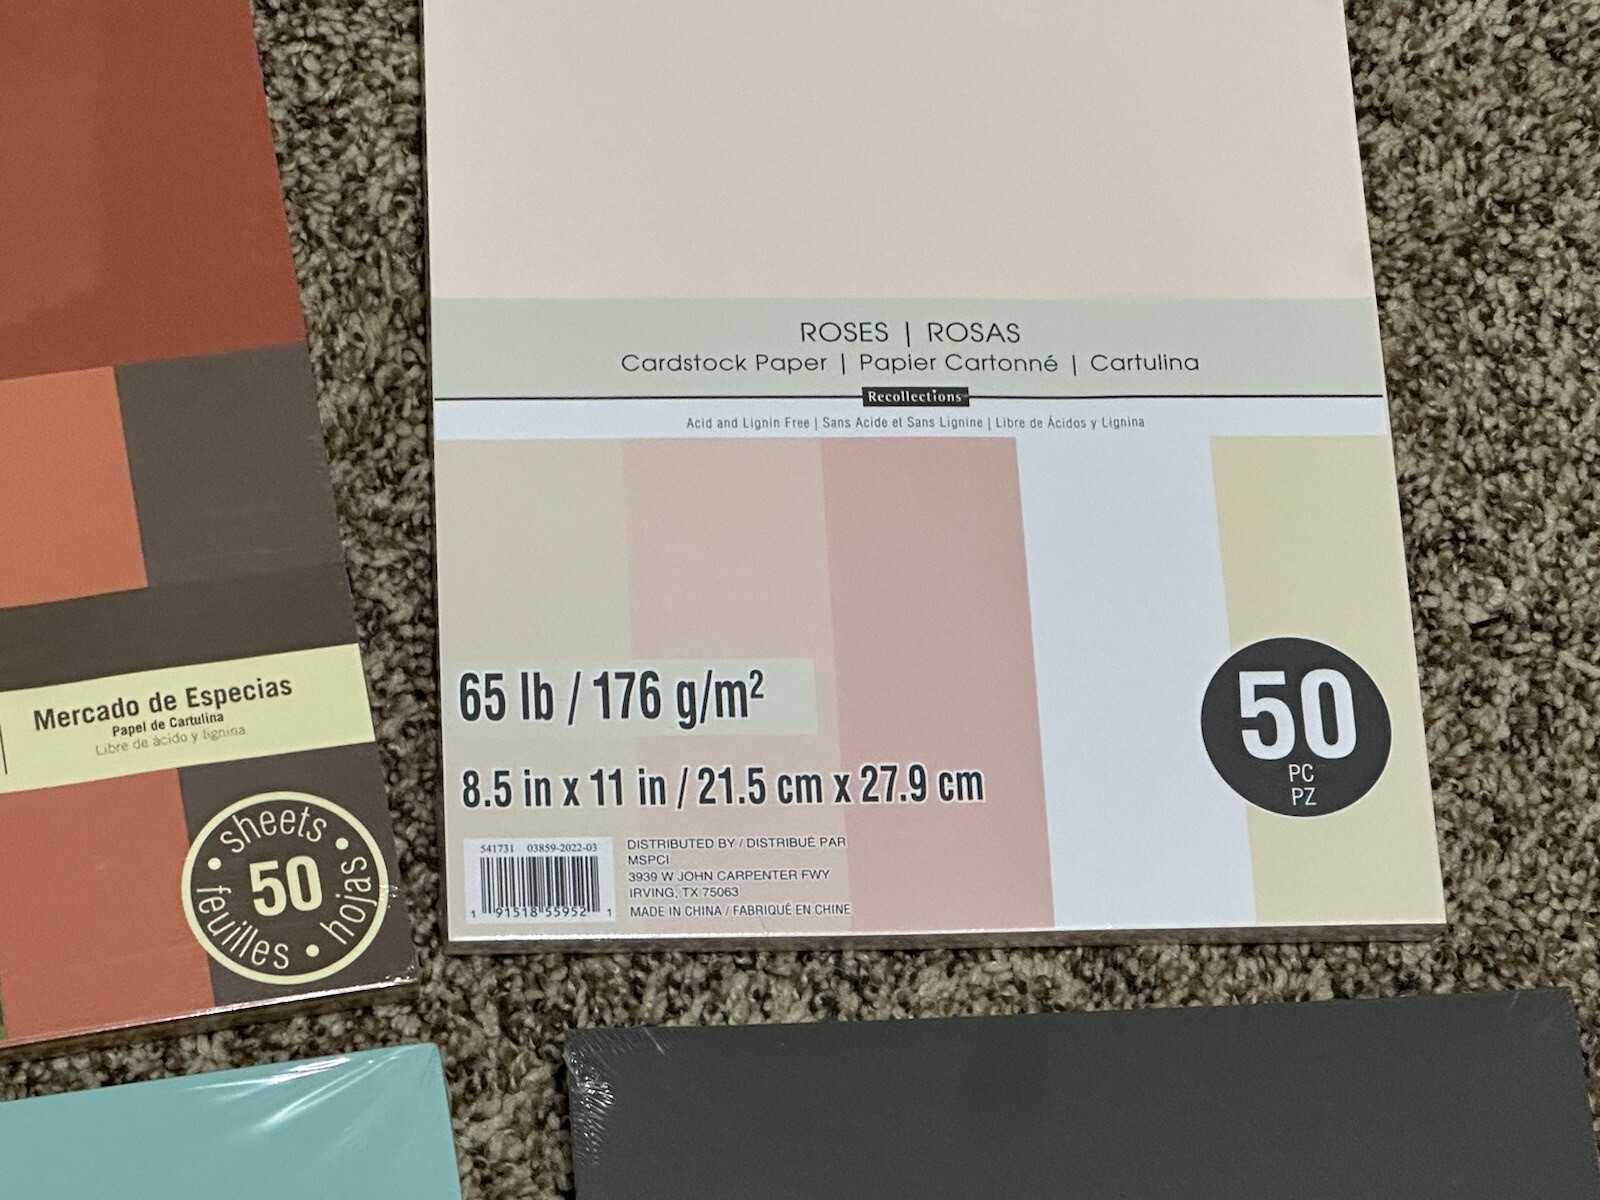 ROSES | ROSAS
Cardstock Paper | Papier Cartonné | Cartulina
Recollections
Acid and Lignin Free | Sans Acide et Sans Lignine | Libre de Ácidos y Lignina
65 lb / 176 g/m²
8.5 in x 11 in / 21.5 cm x 27.9 cm
50
PC
PZ
541731 03859-2022-03
1 91518 55952 1
DISTRIBUTED BY / DISTRIBUÉ PAR
MSPCI
3939 W JOHN CARPENTER FWY
IRVING, TX 75063
MADE IN CHINA / FABRIQUÉ EN CHINE
Mercado de Especias
Papel de Cartulina
Libre de ácido y lignina
sheets
50
feuilles • hojas •